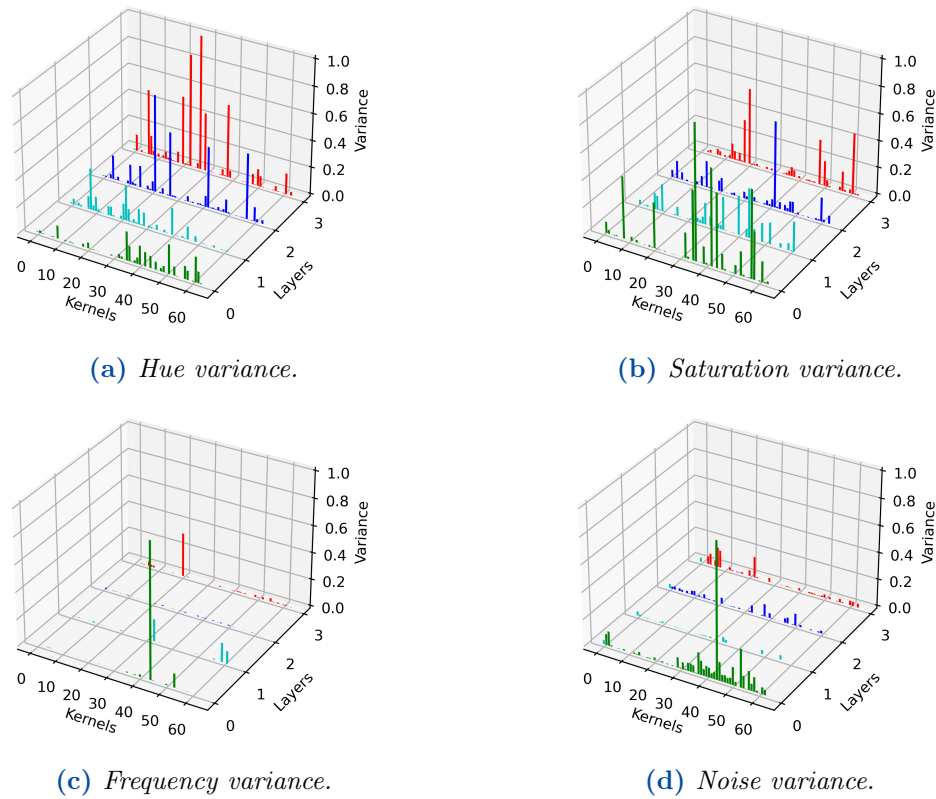 1.0
0.8
0.6
0.4
0.2
0.0
Variance
0 10 20 30 40 50 60
Kernels
0 1 2 3
Layers
(a) Hue variance.
1.0
0.8
0.6
0.4
0.2
0.0
Variance
0 10 20 30 40 50 60
Kernels
0 1 2 3
Layers
(b) Saturation variance.
1.0
0.8
0.6
0.4
0.2
0.0
Variance
0 10 20 30 40 50 60
Kernels
0 1 2 3
Layers
(c) Frequency variance.
1.0
0.8
0.6
0.4
0.2
0.0
Variance
0 10 20 30 40 50 60
Kernels
0 1 2 3
Layers
(d) Noise variance.